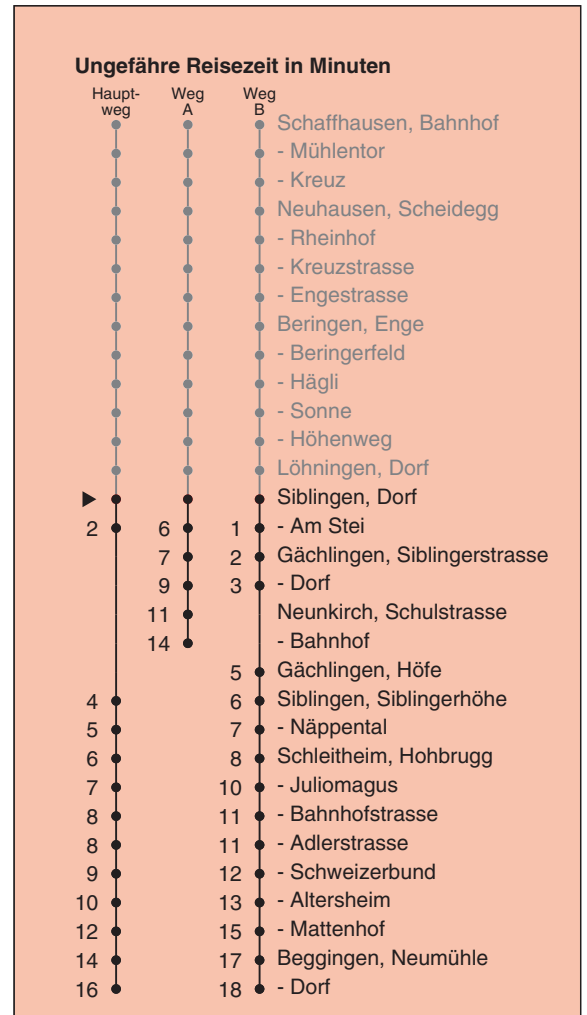 Ungefähre Reisezeit in Minuten
Haupt- Weg Weg
weg A B
Schaffhausen, Bahnhof
- Mühlentor
- Kreuz
Neuhausen, Scheidegg
- Rheinhof
- Kreuzstrasse
- Engestrasse
Beringen, Enge
- Beringerfeld
- Hägli
- Sonne
- Höhenweg
Löhningen, Dorf
Siblingen, Dorf
2 6 1 - Am Stei
7 2 Gächlingen, Siblingerstrasse
9 3 - Dorf
11 Neunkirch, Schulstrasse
14 - Bahnhof
5 Gächlingen, Höfe
4 6 Siblingen, Siblingerhöhe
5 7 - Näppental
6 8 Schleitheim, Hohbrugg
7 10 - Juliomagus
8 11 - Bahnhofstrasse
8 11 - Adlerstrasse
9 12 - Schweizerbund
10 13 - Altersheim
12 15 - Mattenhof
14 17 Beggingen, Neumühle
16 18 - Dorf